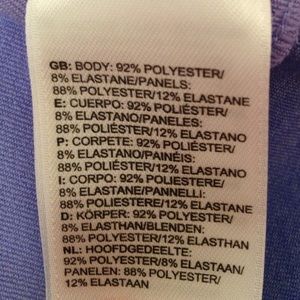 GB: BODY: 92% POLYESTER/
8% ELASTANE/PANELS:
88% POLYESTER/12% ELASTANE
E: CUERPO: 92% POLIÉSTER/
8% ELASTANO/PANELES:
88% POLIÉSTER/12% ELASTANO
P: CORPETE: 92% POLIÉSTER/
8% ELASTANO/PAINÉIS:
88% POLIÉSTER/12% ELASTANO
I: CORPO: 92% POLIESTERE/
8% ELASTANE/PANNELLI:
88% POLIESTERE/12% ELASTANE
D: KÖRPER: 92% POLYESTER/
8% ELASTHAN/BLENDEN:
88% POLYESTER/12% ELASTHAN
NL: HOOFDGEDEELTE:
92% POLYESTER/8% ELASTAAN/
PANELEN: 88% POLYESTER/
12% ELASTAAN